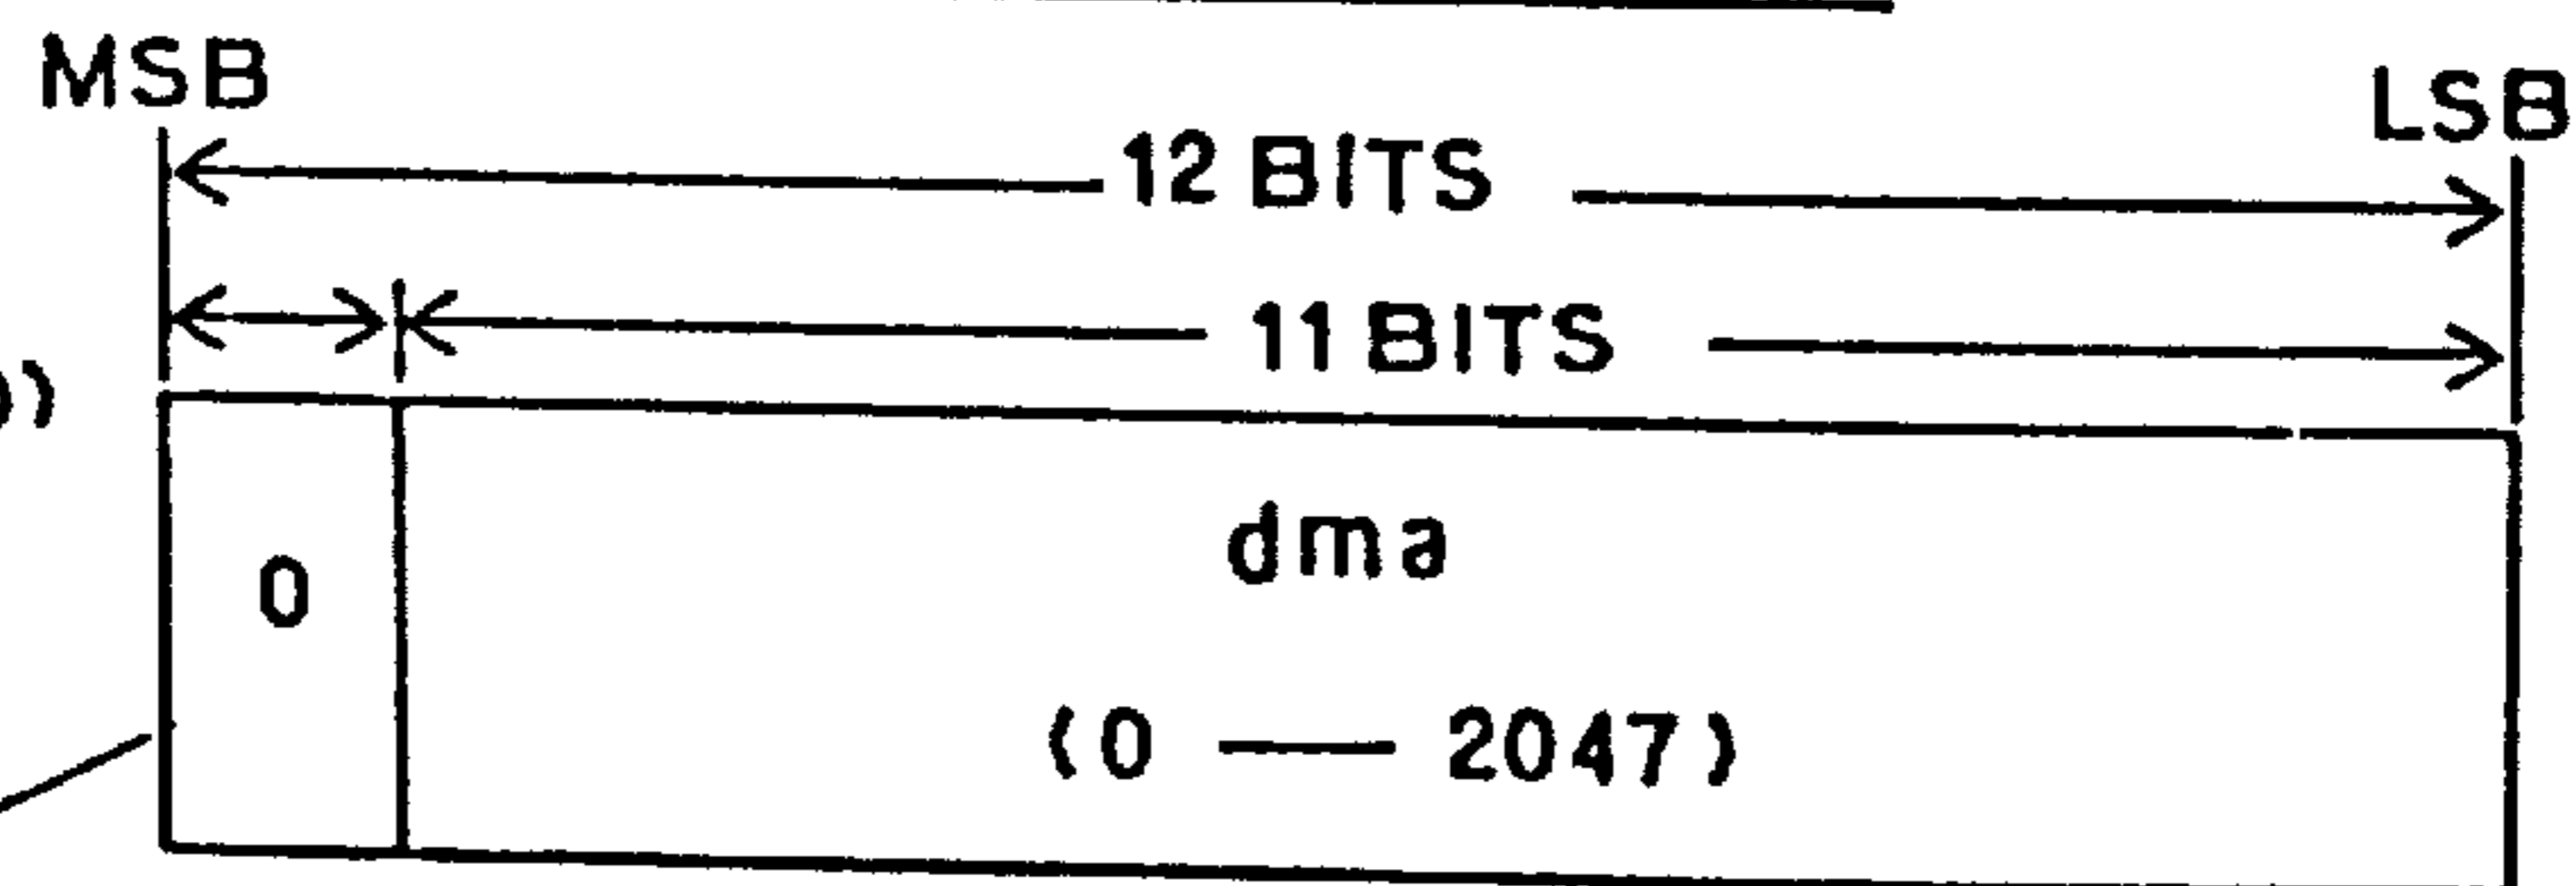 MSB LSB
12 BITS
11 BITS
)
0 dma
(0 — 2047)